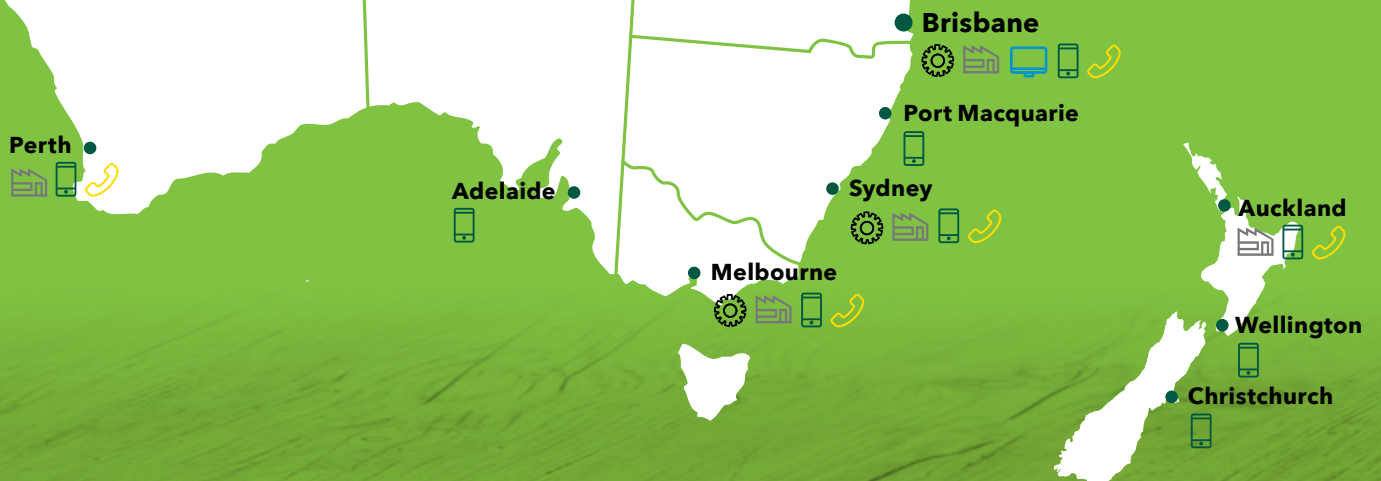 Brisbane
Port Macquarie
Perth
Adelaide
Sydney
Auckland
Melbourne
Wellington
Christchurch